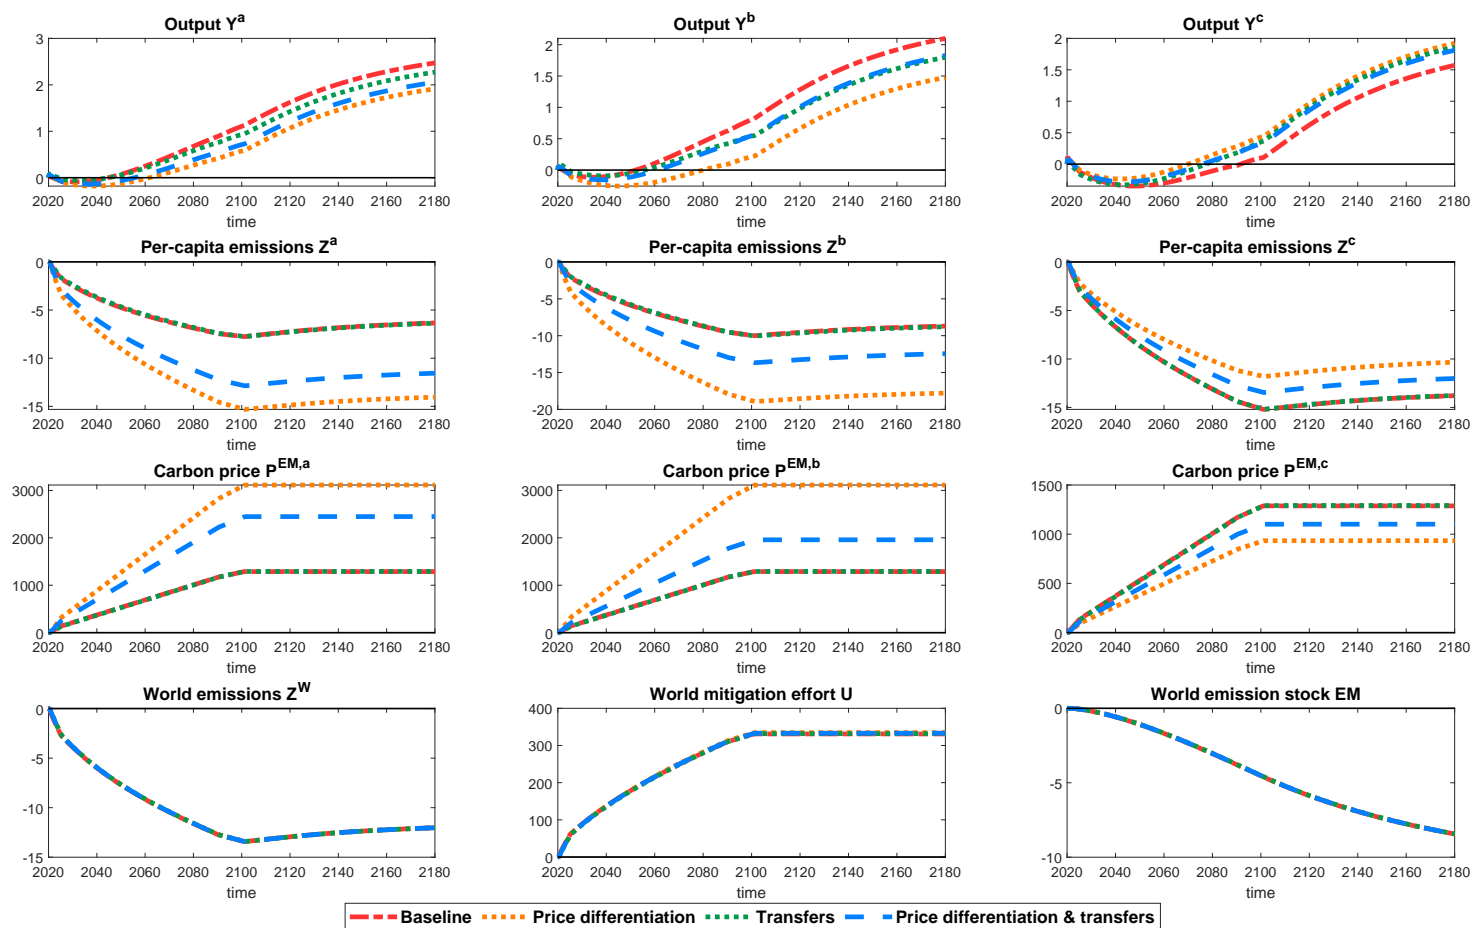 Output Y^a
Output Y^b
Output Y^c
3
2
1
0
2020 2040 2060 2080 2100 2120 2140 2160 2180
time
2
1.5
1
0.5
0
2020 2040 2060 2080 2100 2120 2140 2160 2180
time
2
1.5
1
0.5
0
2020 2040 2060 2080 2100 2120 2140 2160 2180
time
Per-capita emissions Z^a
Per-capita emissions Z^b
Per-capita emissions Z^c
0
-5
-10
-15
2020 2040 2060 2080 2100 2120 2140 2160 2180
time
0
-5
-10
-15
-20
2020 2040 2060 2080 2100 2120 2140 2160 2180
time
0
-5
-10
-15
2020 2040 2060 2080 2100 2120 2140 2160 2180
time
Carbon price P^EM,a
Carbon price P^EM,b
Carbon price P^EM,c
3000
2000
1000
0
2020 2040 2060 2080 2100 2120 2140 2160 2180
time
3000
2000
1000
0
2020 2040 2060 2080 2100 2120 2140 2160 2180
time
1500
1000
500
0
2020 2040 2060 2080 2100 2120 2140 2160 2180
time
World emissions Z^W
World mitigation effort U
World emission stock EM
0
-5
-10
-15
2020 2040 2060 2080 2100 2120 2140 2160 2180
time
400
300
200
100
0
2020 2040 2060 2080 2100 2120 2140 2160 2180
time
0
-5
-10
2020 2040 2060 2080 2100 2120 2140 2160 2180
time
Baseline Price differentiation Transfers Price differentiation & transfers